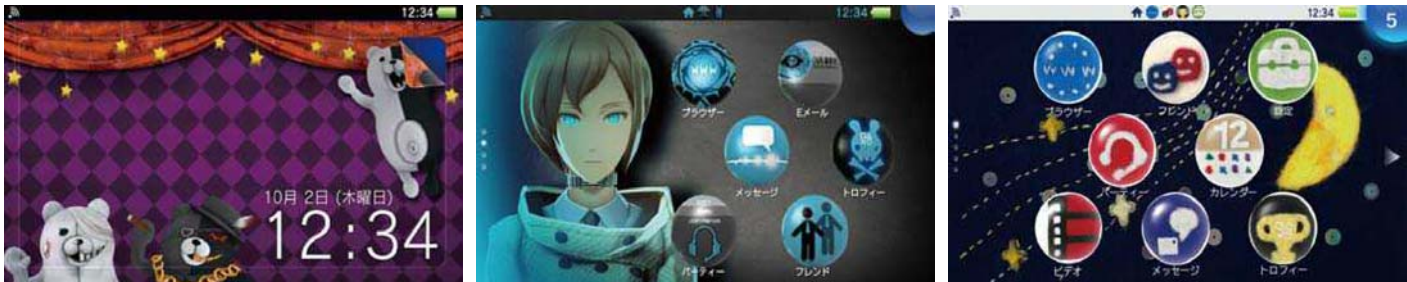 12:34
10月 2日 (木曜日)
12:34
12:34
WWW
ブラウザー
Eメール
メッセージ
トロフィー
パーティー
フレンド
12:34
5
WWW
ブラウザー
フレンド
設定
12
パーティー
カレンダー
ビデオ
メッセージ
トロフィー